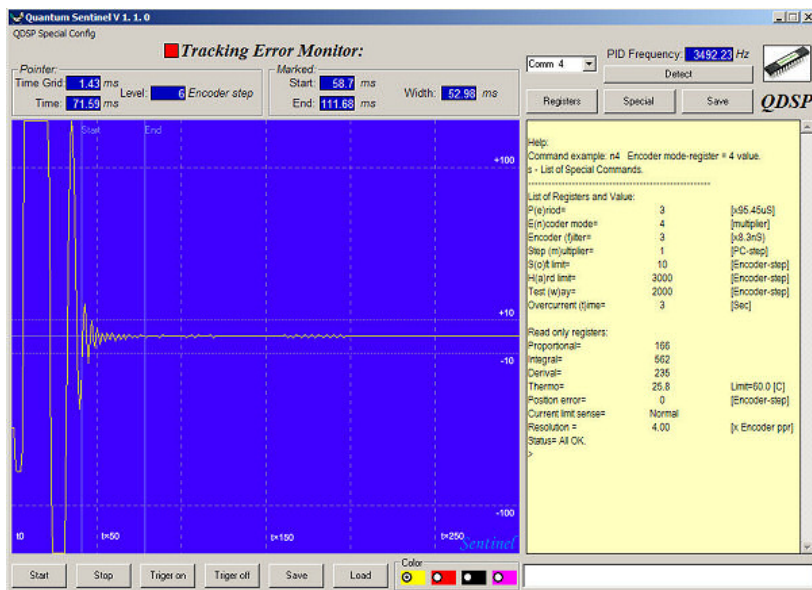 Quantum Sentinel V 1. 1. 0
QDSP Special Config
Tracking Error Monitor:
Pointer:
Time Grid: 1.43 ms
Level: 6 Encoder step
Time: 71.59 ms
Marked:
Start: 58.7 ms
End: 111.68 ms
Width: 52.98 ms
Comm 4
PID Frequency: 3492.23 Hz
Detect
Registers Special Save QDSP
Start End
+100
+10
-10
-100
t0 t=50 t=150 t=250
Sentinel
Help:
Command example: n4 Encoder mode-register = 4 value.
s - List of Special Commands.
List of Registers and Value:
P(e)riod= 3 [x95.45uS]
E(n)coder mode= 4 [multiplier]
Encoder (f)ilter= 3 [x8.3nS]
Step (m)ultiplier= 1 [PC-step]
S(o)ft limit= 10 [Encoder-step]
H(a)rd limit= 3000 [Encoder-step]
Test (w)ay= 2000 [Encoder-step]
Overcurrent (t)ime= 3 [Sec]
Read only registers:
Proportional= 166
Integral= 562
Derival= 235
Thermo= 25.8 Limit=60.0 [C]
Position error= 0 [Encoder-step]
Current limit sense= Normal
Resolution = 4.00 [x Encoder ppr]
Status= All OK.
>
Start Stop Triger on Triger off Save Load
Color